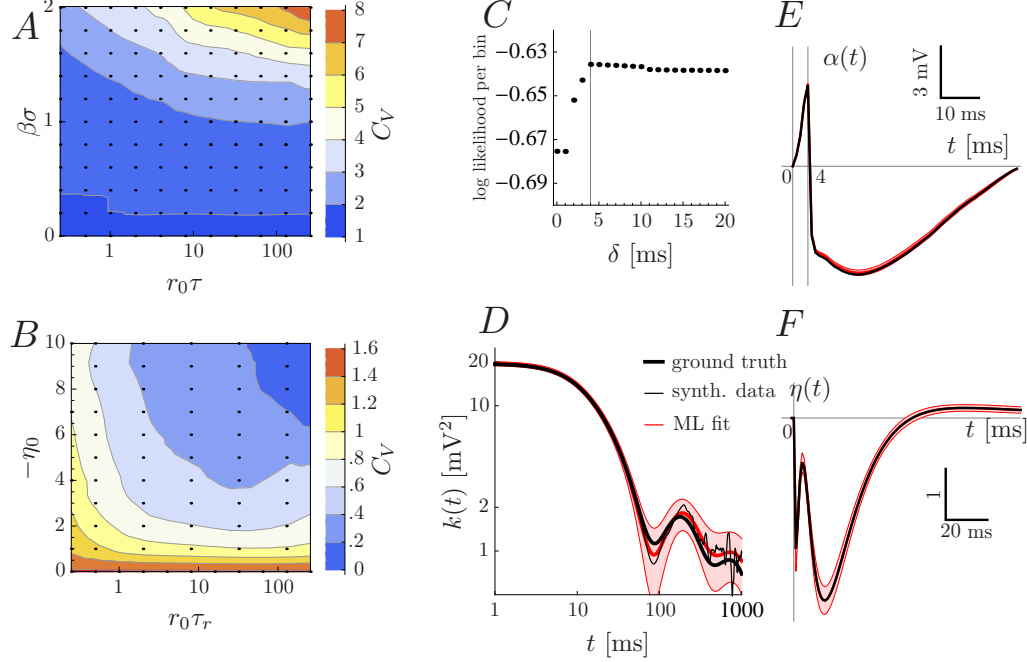 A
βσ
2
1
0
1
10
100
r₀τ
8
7
6
5
4
3
2
1
C_V
B
−η₀
10
8
6
4
2
0
1
10
100
r₀τ_r
1.6
1.4
1.2
1
0.8
0.6
0.4
0.2
0
C_V
C
log likelihood per bin
−0.63
−0.65
−0.67
−0.69
0
5
10
15
20
δ [ms]
D
k(t) [mV²]
20
10
2
1
1
10
100
1000
t [ms]
ground truth
synth. data
ML fit
E
α(t)
3 mV
10 ms
t [ms]
0
4
F
η(t)
0
t [ms]
1
20 ms